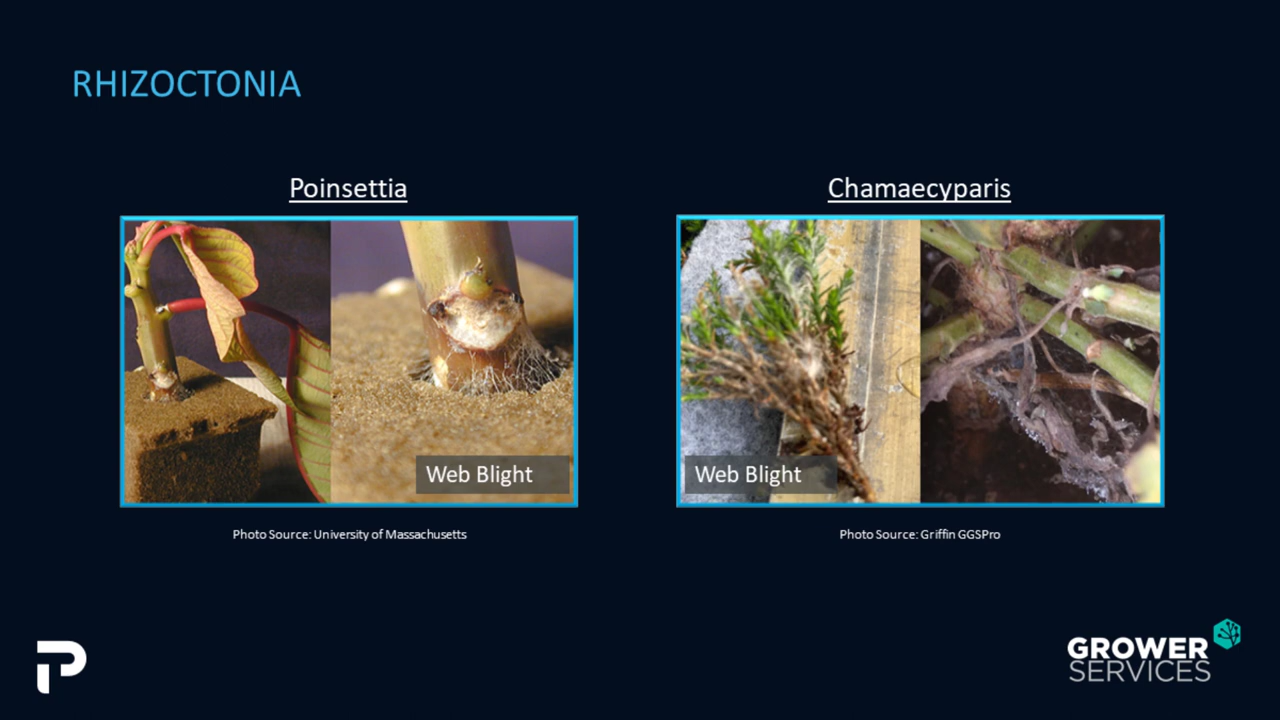 RHIZOCTONIA
Poinsettia
Chamaecyparis
Web Blight
Web Blight
Photo Source: University of Massachusetts
Photo Source: Griffin GGSPro
GROWER
SERVICES